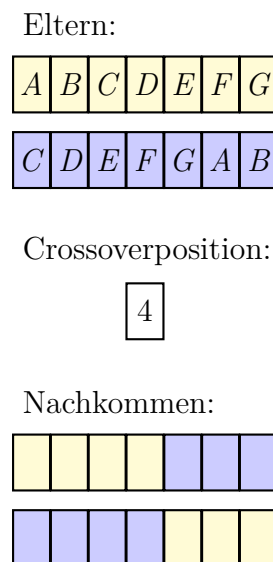 Eltern:
A B C D E F G
C D E F G A B
Crossoverposition:
4
Nachkommen: